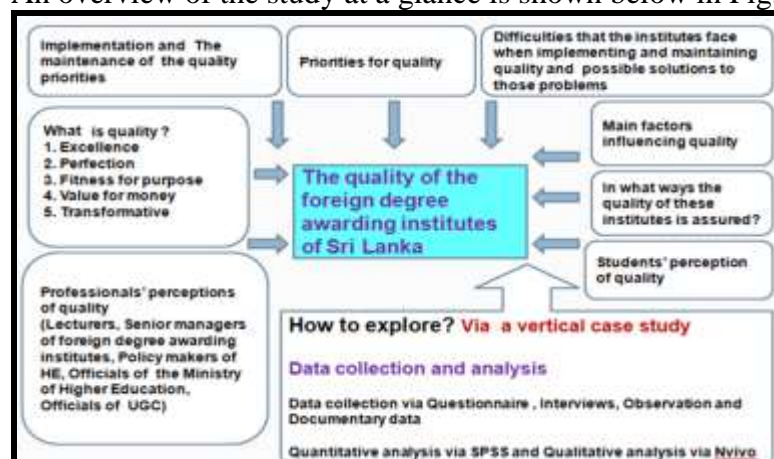 An overview of the study at a glance is shown below in Fig
Implementation and The
maintenance of the quality
priorities
Priorities for quality
Difficulties that the institutes face
when implementing and maintaining
quality and possible solutions to
those problems
What is quality ?
1. Excellence
2. Perfection
3. Fitness for purpose
4. Value for money
5. Transformative
The quality of the
foreign degree
awarding institutes
of Sri Lanka
Main factors
influencing quality
In what ways the
quality of these
institutes is assured?
Students' perception
of quality
Professionals' perceptions
of quality
(Lecturers, Senior managers
of foreign degree awarding
institutes, Policy makers of
HE, Officials of the Ministry
of Higher Education,
Officials of UGC)
How to explore? Via a vertical case study
Data collection and analysis
Data collection via Questionnaire , Interviews, Observation and
Documentary data
Quantitative analysis via SPSS and Qualitative analysis via Nvivo